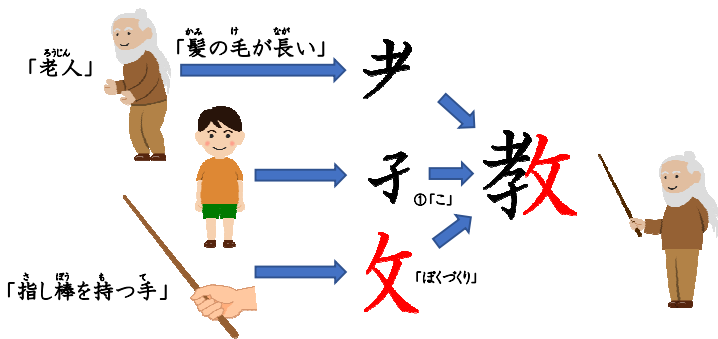 「老人」
ろうじん
「髪の毛が長い」
かみ け なが
耂
子
①「こ」
教
攵
「ぼくづくり」
「指し棒を持つ手」
さ ぼう も て